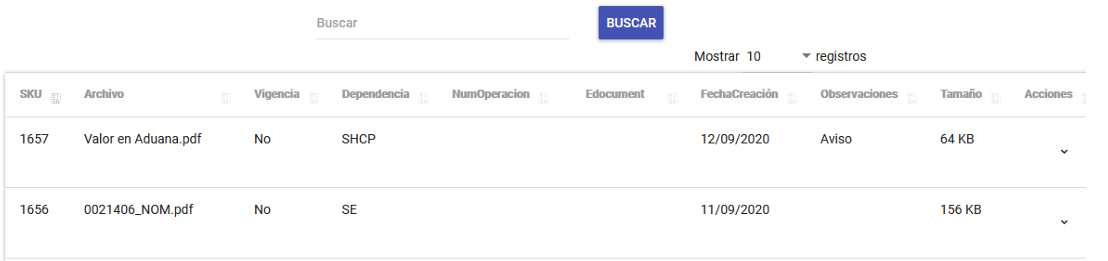 Buscar BUSCAR
Mostrar 10 registros
SKU Archivo Vigencia Dependencia NumOperacion Edocument FechaCreación Observaciones Tamaño Acciones
1657 Valor en Aduana.pdf No SHCP 12/09/2020 Aviso 64 KB
1656 0021406_NOM.pdf No SE 11/09/2020 156 KB